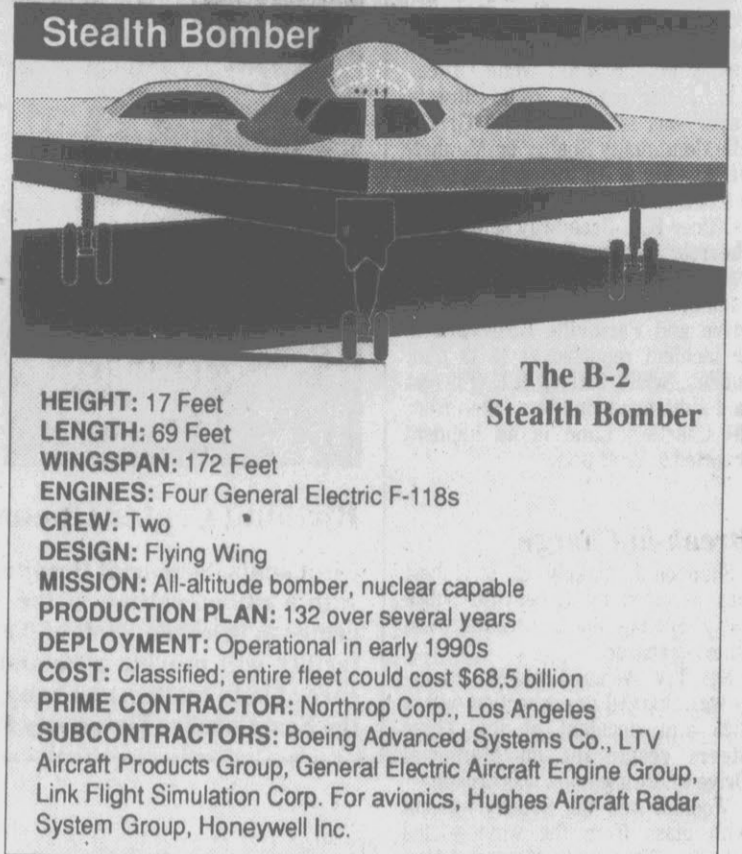 Stealth Bomber
The B-2
Stealth Bomber
HEIGHT: 17 Feet
LENGTH: 69 Feet
WINGSPAN: 172 Feet
ENGINES: Four General Electric F-118s
CREW: Two
DESIGN: Flying Wing
MISSION: All-altitude bomber, nuclear capable
PRODUCTION PLAN: 132 over several years
DEPLOYMENT: Operational in early 1990s
COST: Classified; entire fleet could cost $68.5 billion
PRIME CONTRACTOR: Northrop Corp., Los Angeles
SUBCONTRACTORS: Boeing Advanced Systems Co., LTV
Aircraft Products Group, General Electric Aircraft Engine Group,
Link Flight Simulation Corp. For avionics, Hughes Aircraft Radar
System Group, Honeywell Inc.